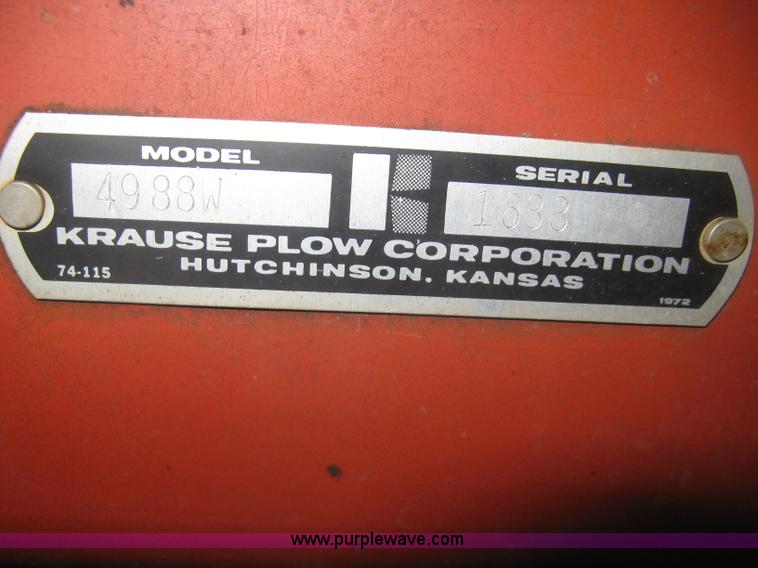 MODEL
SERIAL
4988W
1683
KRAUSE PLOW CORPORATION
HUTCHINSON, KANSAS
74-115
1972
www.purplewave.com